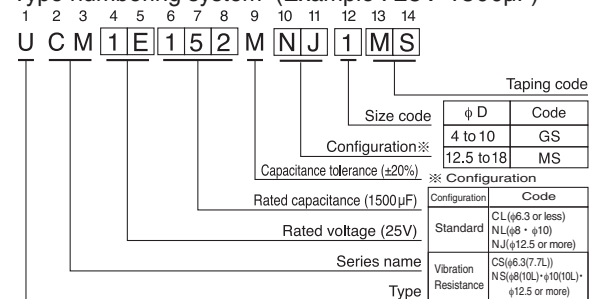 Type numbering system (Example : 25V 1500µF)
1 2 3 4 5 6 7 8 9 10 11 12 13 14
U C M 1 E 1 5 2 M N J 1 M S
Taping code
Size code
ϕ D Code
4 to 10 GS
12.5 to 18 MS
Configuration※
Capacitance tolerance (±20%)
Rated capacitance (1500µF)
Rated voltage (25V)
Series name
Type
※ Configuration
Configuration Code
Standard
CL(ϕ6.3 or less)
NL(ϕ8・ϕ10)
NJ(ϕ12.5 or more)
Vibration
Resistance
CS(ϕ6.3(7.7L))
NS(ϕ8(10L)・ϕ10(10L)・
ϕ12.5 or more)